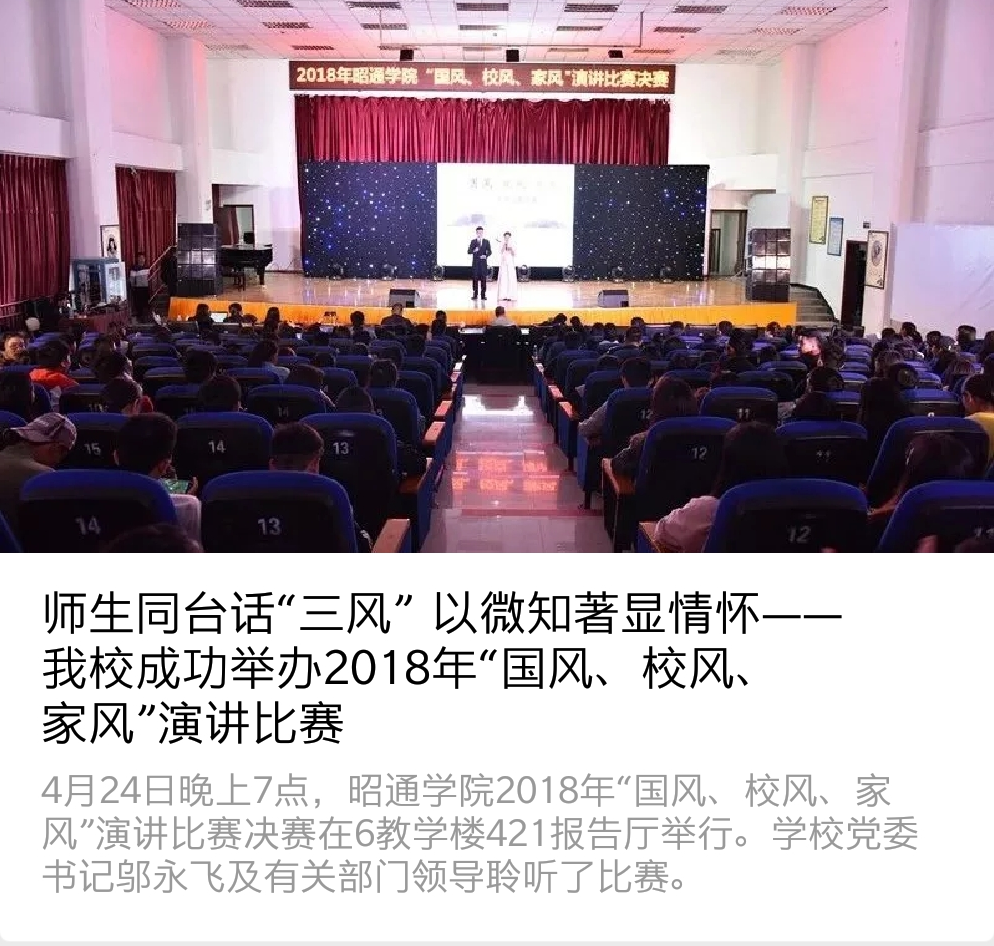 2018年昭通学院 “国风、校风、家风”演讲比赛决赛
15
14
13
12
11
14
13
12
师生同台话“三风” 以微知著显情怀——
我校成功举办2018年“国风、校风、
家风”演讲比赛
4月24日晚上7点，昭通学院2018年“国风、校风、家
风”演讲比赛决赛在6教学楼421报告厅举行。学校党委
书记邬永飞及有关部门领导聆听了比赛。